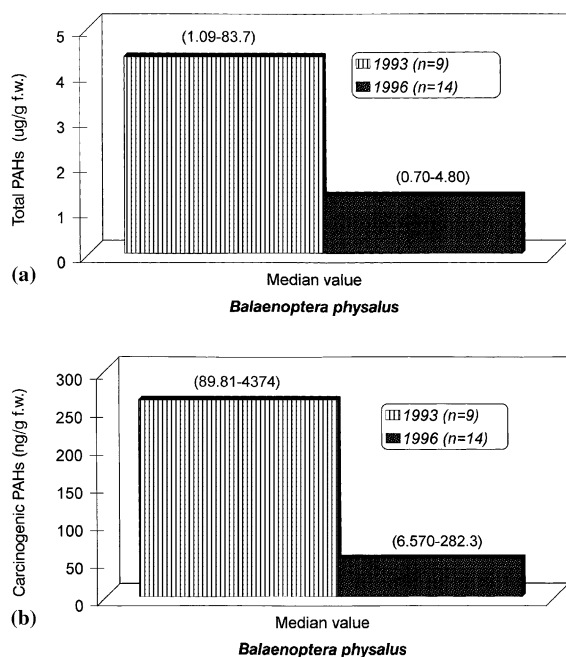 (a)
Total PAHs (ug/g f.w.)
5
4
3
2
1
0
(1.09-83.7)
(0.70-4.80)
1993 (n=9)
1996 (n=14)
Median value
Balaenoptera physalus
(b)
Carcinogenic PAHs (ng/g f.w.)
300
250
200
150
100
50
0
(89.81-4374)
(6.570-282.3)
1993 (n=9)
1996 (n=14)
Median value
Balaenoptera physalus